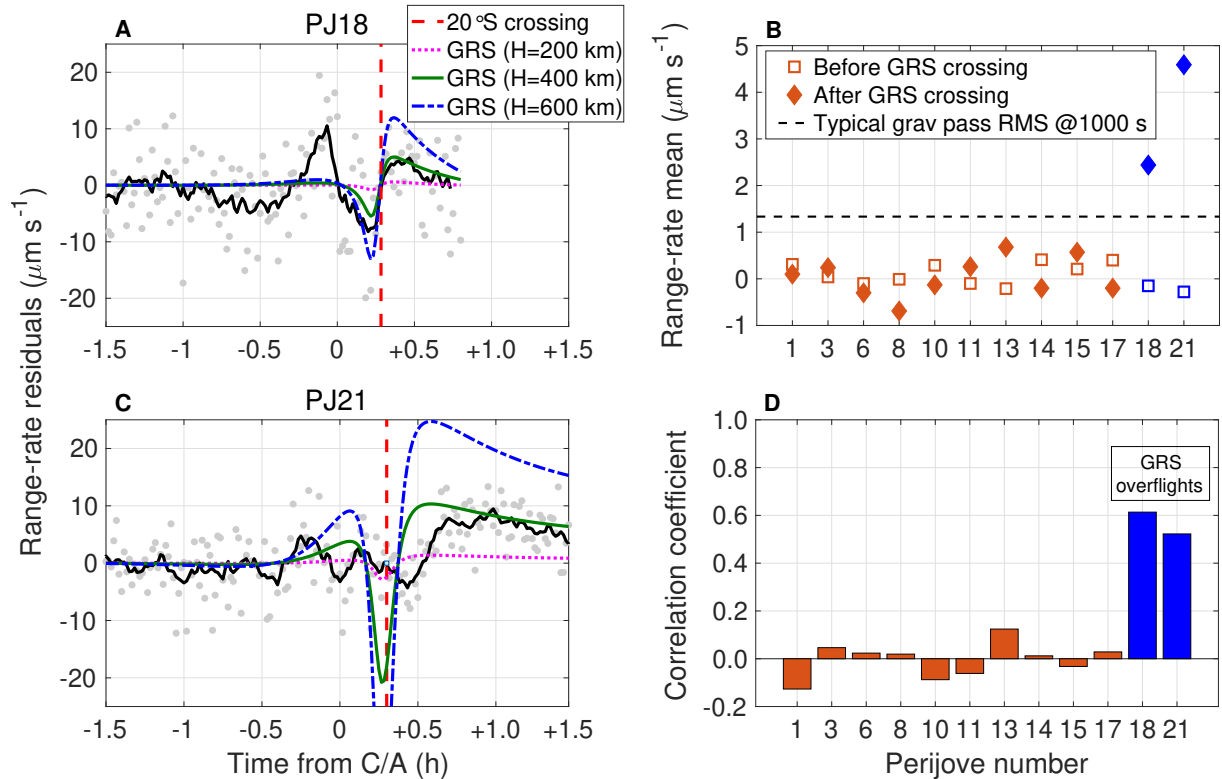 A
PJ18
20°S crossing
GRS (H=200 km)
GRS (H=400 km)
GRS (H=600 km)
20
10
0
-10
-20
-1.5
-1
-0.5
0
+0.5
+1.0
+1.5
B
Before GRS crossing
After GRS crossing
Typical grav pass RMS @1000 s
Range-rate mean (μm s⁻¹)
5
4
3
2
1
0
-1
1 3 6 8 10 11 13 14 15 17 18 21
Range-rate residuals (μm s⁻¹)
C
PJ21
20
10
0
-10
-20
-1.5
-1
-0.5
0
+0.5
+1.0
+1.5
Time from C/A (h)
D
GRS
overflights
Correlation coefficient
1.0
0.8
0.6
0.4
0.2
0.0
-0.2
1 3 6 8 10 11 13 14 15 17 18 21
Perijove number